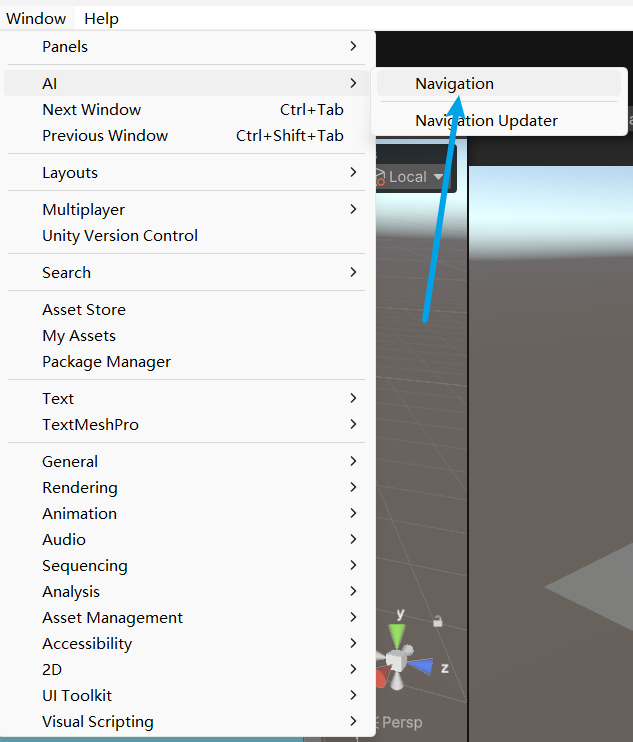 Window Help
Panels
AI
Navigation
Next Window Ctrl+Tab
Navigation Updater
Previous Window Ctrl+Shift+Tab
Layouts
Local
Multiplayer
Unity Version Control
Search
Asset Store
My Assets
Package Manager
Text
TextMeshPro
General
Rendering
Animation
Audio
Sequencing
Analysis
Asset Management
y
Accessibility
z
2D
UI Toolkit
Visual Scripting
Persp